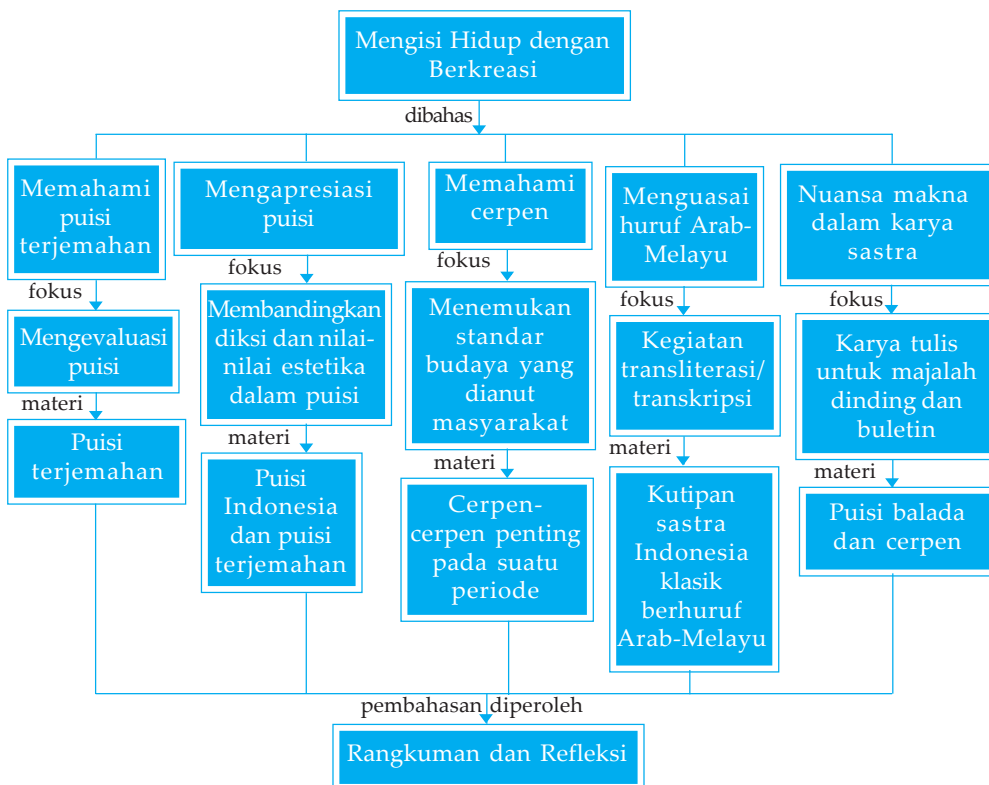 Mengisi Hidup dengan
Berkreasi
dibahas
Memahami
puisi
terjemahan
fokus
Mengevaluasi
puisi
materi
Puisi
terjemahan
Mengapresiasi
puisi
fokus
Membandingkan
diksi dan nilai-
nilai estetika
dalam puisi
materi
Puisi
Indonesia
dan puisi
terjemahan
Memahami
cerpen
fokus
Menemukan
standar
budaya yang
dianut
masyarakat
materi
Cerpen-
cerpen penting
pada suatu
periode
Menguasai
huruf Arab-
Melayu
fokus
Kegiatan
transliterasi/
transkripsi
materi
Kutipan
sastra
Indonesia
klasik
berhuruf
Arab-Melayu
Nuansa makna
dalam karya
sastra
fokus
Karya tulis
untuk majalah
dinding dan
buletin
materi
Puisi balada
dan cerpen
pembahasan diperoleh
Rangkuman dan Refleksi